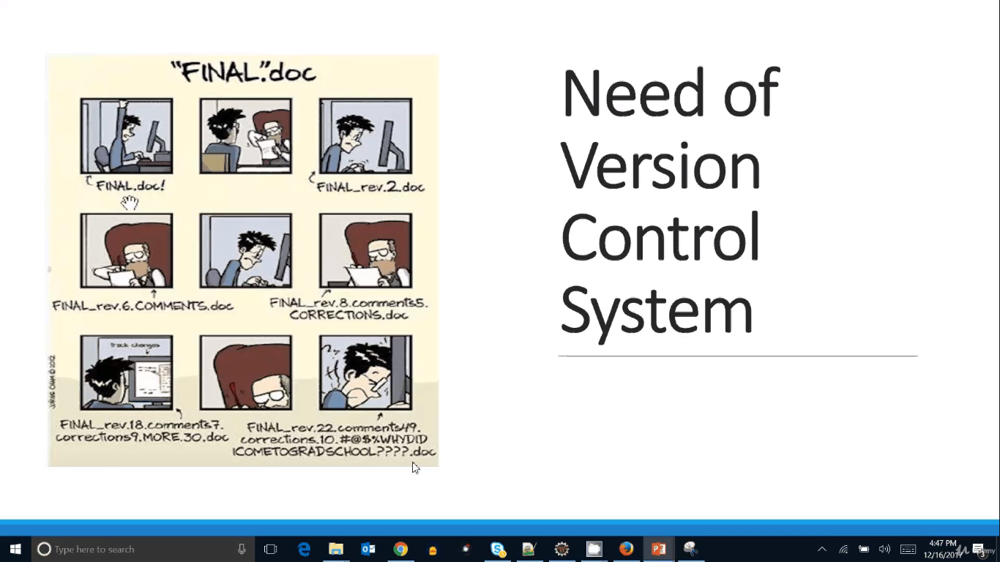 "FINAL".doc
FINAL.doc!
FINAL_rev.2.doc
FINAL_rev.6.COMMENTS.doc
FINAL_rev.8.comments5.
CORRECTIONS.doc
Track changes
FINAL_rev.18.comments7.
corrections9.MORE.30.doc
FINAL_rev.22.comments49.
corrections.10.#@$%WHYDID
ICOMETOGRADSCHOOL????.doc
JORGE CHAM © 2012
Need of
Version
Control
System
Type here to search
4:47 PM
12/16/2017
3